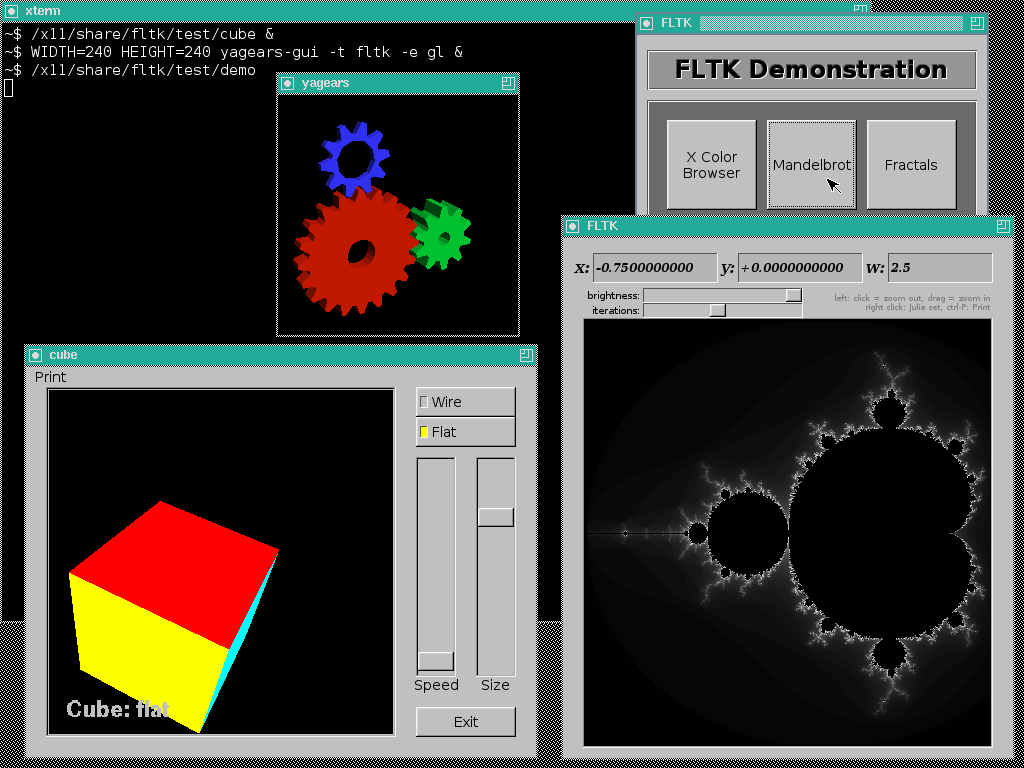 xterm
~$ /x11/share/fltk/test/cube &
~$ WIDTH=240 HEIGHT=240 yagears-gui -t fltk -e gl &
~$ /x11/share/fltk/test/demo
yagears
FLTK
FLTK Demonstration
X Color
Browser
Mandelbrot
Fractals
FLTK
x: -0.7500000000 y: +0.0000000000 w: 2.5
brightness:
iterations:
left: click = zoom out, drag = zoom in
right click: Julia set, ctrl-P: Print
cube
Print
Wire
Flat
Speed
Size
Exit
Cube: flat